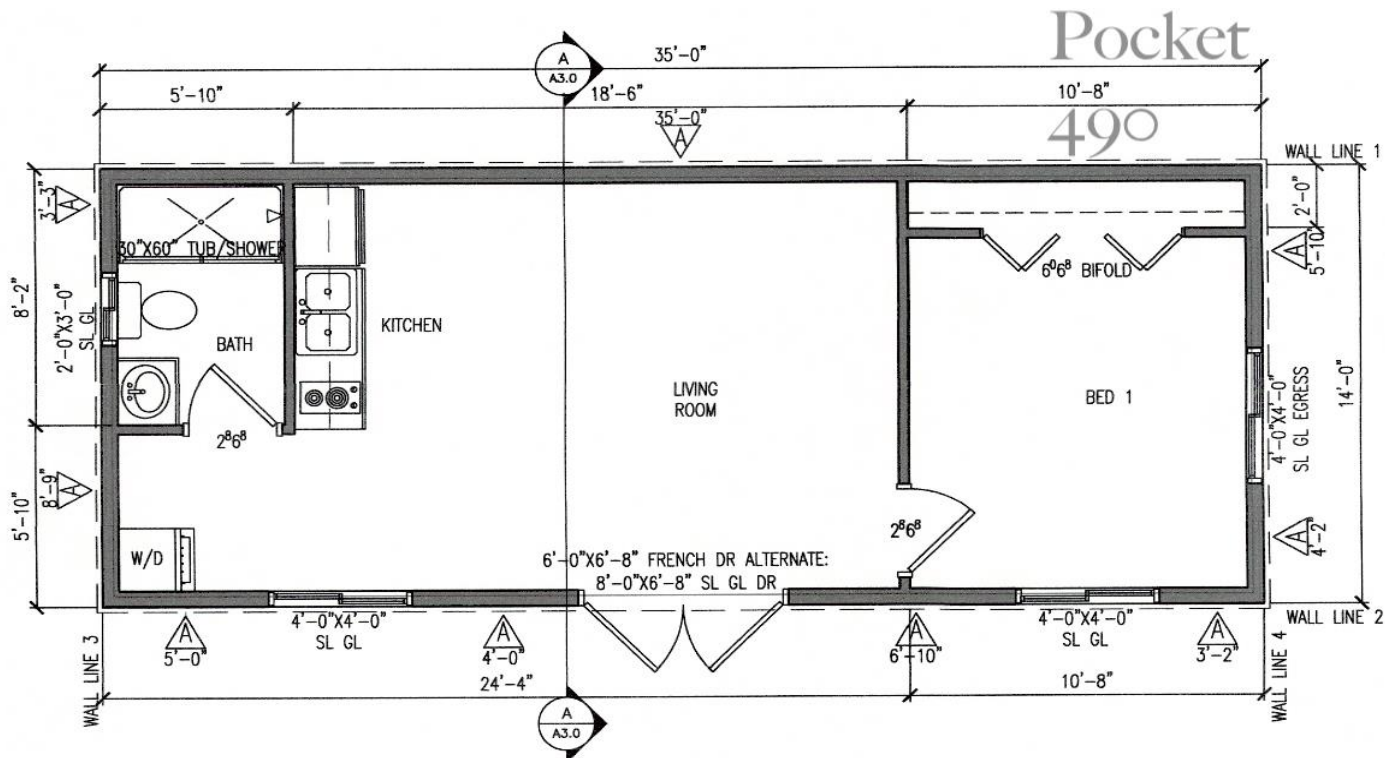 Pocket
490
A
A3.0
35'-0"
5'-10"
18'-6"
10'-8"
35'-0"
A
WALL LINE 1
3'-3"
A
2'-0"
30"X60" TUB/SHOWER
A
5'-10"
6⁰6⁸ BIFOLD
8'-2"
2'-0"X3'-0"
SL GL
BATH
KITCHEN
LIVING
ROOM
BED 1
4'-0"X4'-0"
SL GL EGRESS
14'-0"
2⁸6⁸
8'-9"
A
5'-10"
W/D
2⁸6⁸
A
4'-2"
6'-0"X6'-8" FRENCH DR ALTERNATE:
8'-0"X6'-8" SL GL DR
WALL LINE 2
A
5'-0"
4'-0"X4'-0"
SL GL
A
4'-0"
A
6'-10"
4'-0"X4'-0"
SL GL
A
3'-2"
WALL LINE 3
24'-4"
10'-8"
WALL LINE 4
A
A3.0